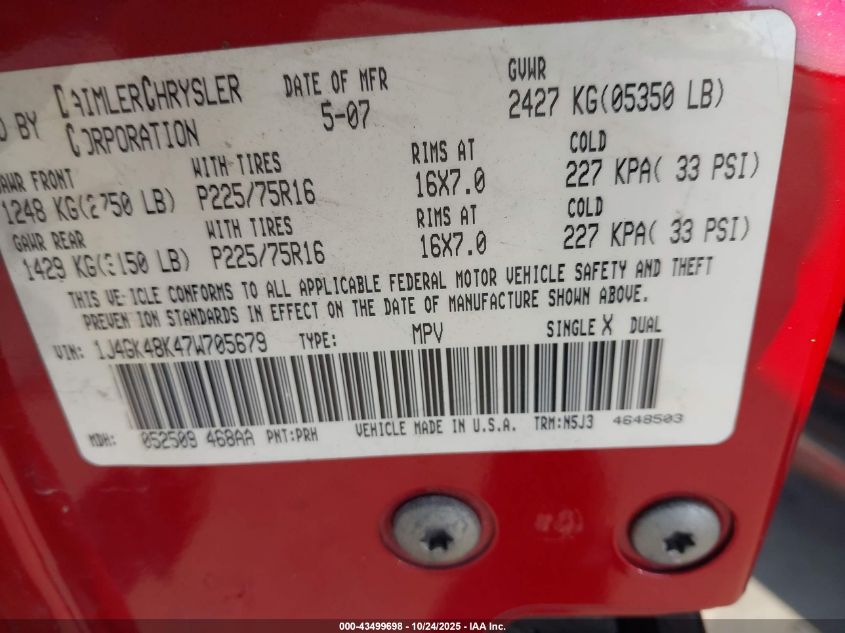 D BY DAIMLERCHRYSLER CORPORATION
DATE OF MFR
5-07
GVWR
2427 KG(05350 LB)
GAWR FRONT
1248 KG(2750 LB)
WITH TIRES
P225/75R16
RIMS AT
16X7.0
COLD
227 KPA( 33 PSI)
GAWR REAR
1429 KG(3150 LB)
WITH TIRES
P225/75R16
RIMS AT
16X7.0
COLD
227 KPA( 33 PSI)
THIS VE ICLE CONFORMS TO ALL APPLICABLE FEDERAL MOTOR VEHICLE SAFETY AND THEFT
PREVEN ION STANDARDS IN EFFECT ON THE DATE OF MANUFACTURE SHOWN ABOVE.
VIN: 1J4GK48K47W705679 TYPE: MPV SINGLE X DUAL
MDH: 052509 468AA PNT:PRH VEHICLE MADE IN U.S.A. TRM:N5J3 4648503
000-43499698 • 10/24/2025 • IAA Inc.